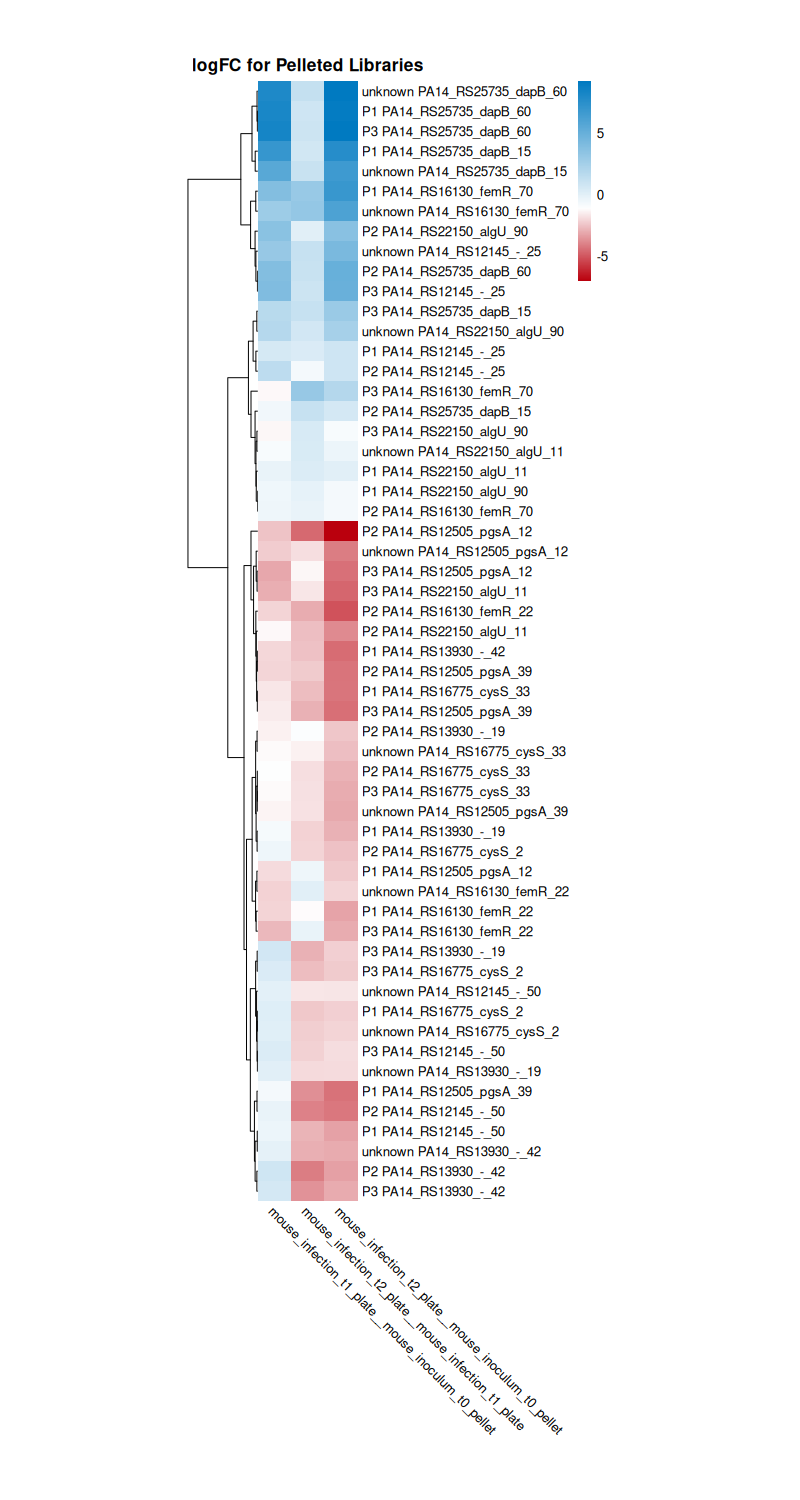 logFC for Pelleted Libraries
unknown PA14_RS25735_dapB_60
P1 PA14_RS25735_dapB_60
P3 PA14_RS25735_dapB_60
P1 PA14_RS25735_dapB_15
unknown PA14_RS25735_dapB_15
P1 PA14_RS16130_femR_70
unknown PA14_RS16130_femR_70
P2 PA14_RS22150_algU_90
unknown PA14_RS12145_-_25
P2 PA14_RS25735_dapB_60
P3 PA14_RS12145_-_25
P3 PA14_RS25735_dapB_15
unknown PA14_RS22150_algU_90
P1 PA14_RS12145_-_25
P2 PA14_RS12145_-_25
P3 PA14_RS16130_femR_70
P2 PA14_RS25735_dapB_15
P3 PA14_RS22150_algU_90
unknown PA14_RS22150_algU_11
P1 PA14_RS22150_algU_11
P1 PA14_RS22150_algU_90
P2 PA14_RS16130_femR_70
P2 PA14_RS12505_pgsA_12
unknown PA14_RS12505_pgsA_12
P3 PA14_RS12505_pgsA_12
P3 PA14_RS22150_algU_11
P2 PA14_RS16130_femR_22
P2 PA14_RS22150_algU_11
P1 PA14_RS13930_-_42
P2 PA14_RS12505_pgsA_39
P1 PA14_RS16775_cysS_33
P3 PA14_RS12505_pgsA_39
P2 PA14_RS13930_-_19
unknown PA14_RS16775_cysS_33
P2 PA14_RS16775_cysS_33
P3 PA14_RS16775_cysS_33
unknown PA14_RS12505_pgsA_39
P1 PA14_RS13930_-_19
P2 PA14_RS16775_cysS_2
P1 PA14_RS12505_pgsA_12
unknown PA14_RS16130_femR_22
P1 PA14_RS16130_femR_22
P3 PA14_RS16130_femR_22
P3 PA14_RS13930_-_19
P3 PA14_RS16775_cysS_2
unknown PA14_RS12145_-_50
P1 PA14_RS16775_cysS_2
unknown PA14_RS16775_cysS_2
P3 PA14_RS12145_-_50
unknown PA14_RS13930_-_19
P1 PA14_RS12505_pgsA_39
P2 PA14_RS12145_-_50
P1 PA14_RS12145_-_50
unknown PA14_RS13930_-_42
P2 PA14_RS13930_-_42
P3 PA14_RS13930_-_42
5
0
-5
mouse_infection_t1_plate__mouse_inoculum_t0_pellet
mouse_infection_t2_plate__mouse_infection_t1_plate
mouse_infection_t2_plate__mouse_inoculum_t0_pellet